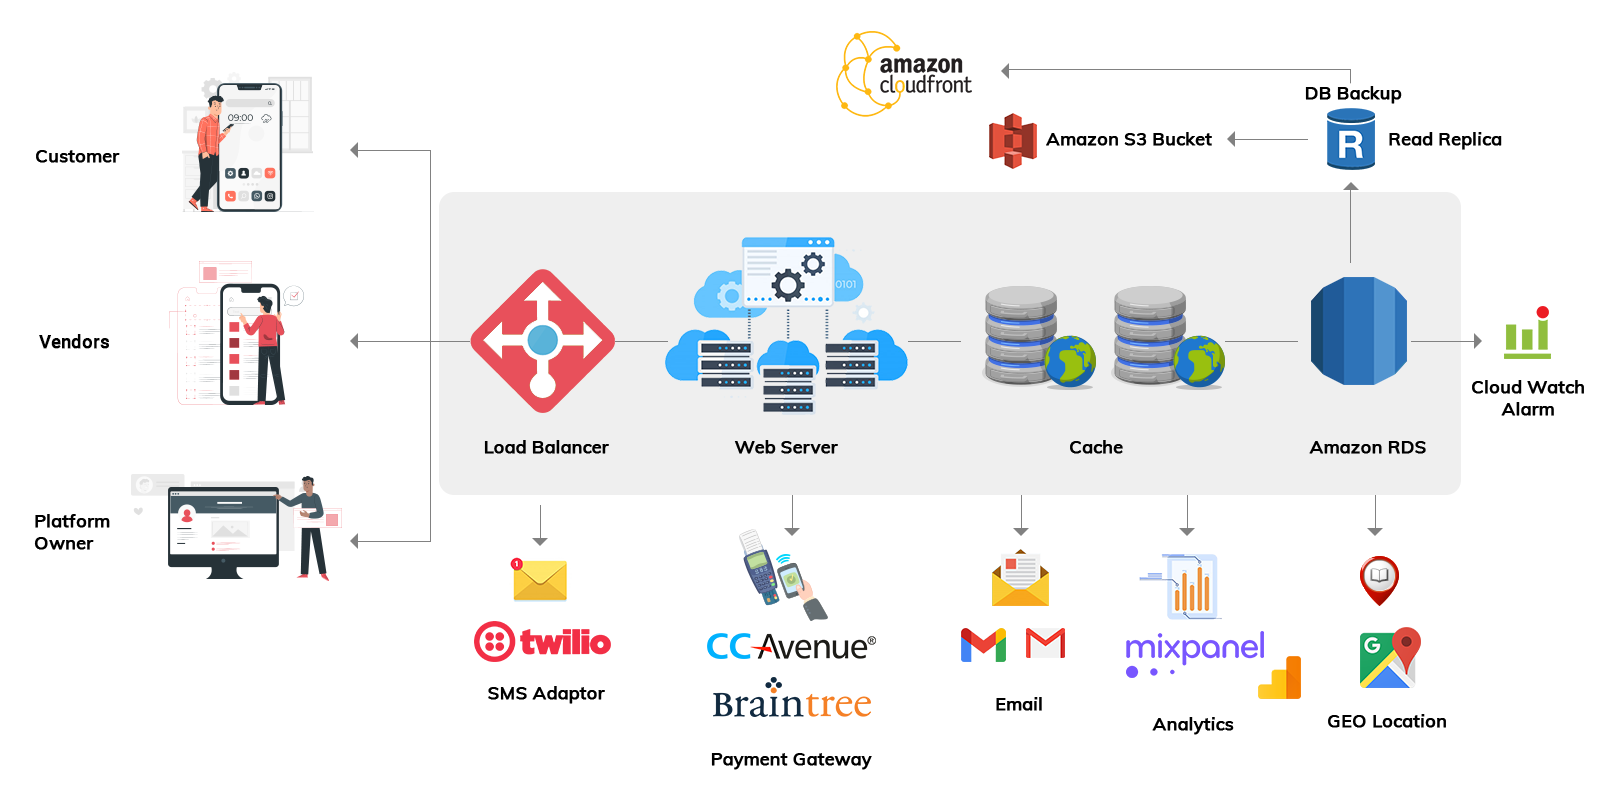 amazon
cloudfront
DB Backup
Amazon S3 Bucket
R
Read Replica
Customer
09:00
0101
Vendors
Load Balancer
Web Server
Cache
Amazon RDS
Cloud Watch
Alarm
Platform
Owner
1
twilio
SMS Adaptor
CCAvenue®
Braintree
Payment Gateway
Email
mixpanel
Analytics
G
GEO Location